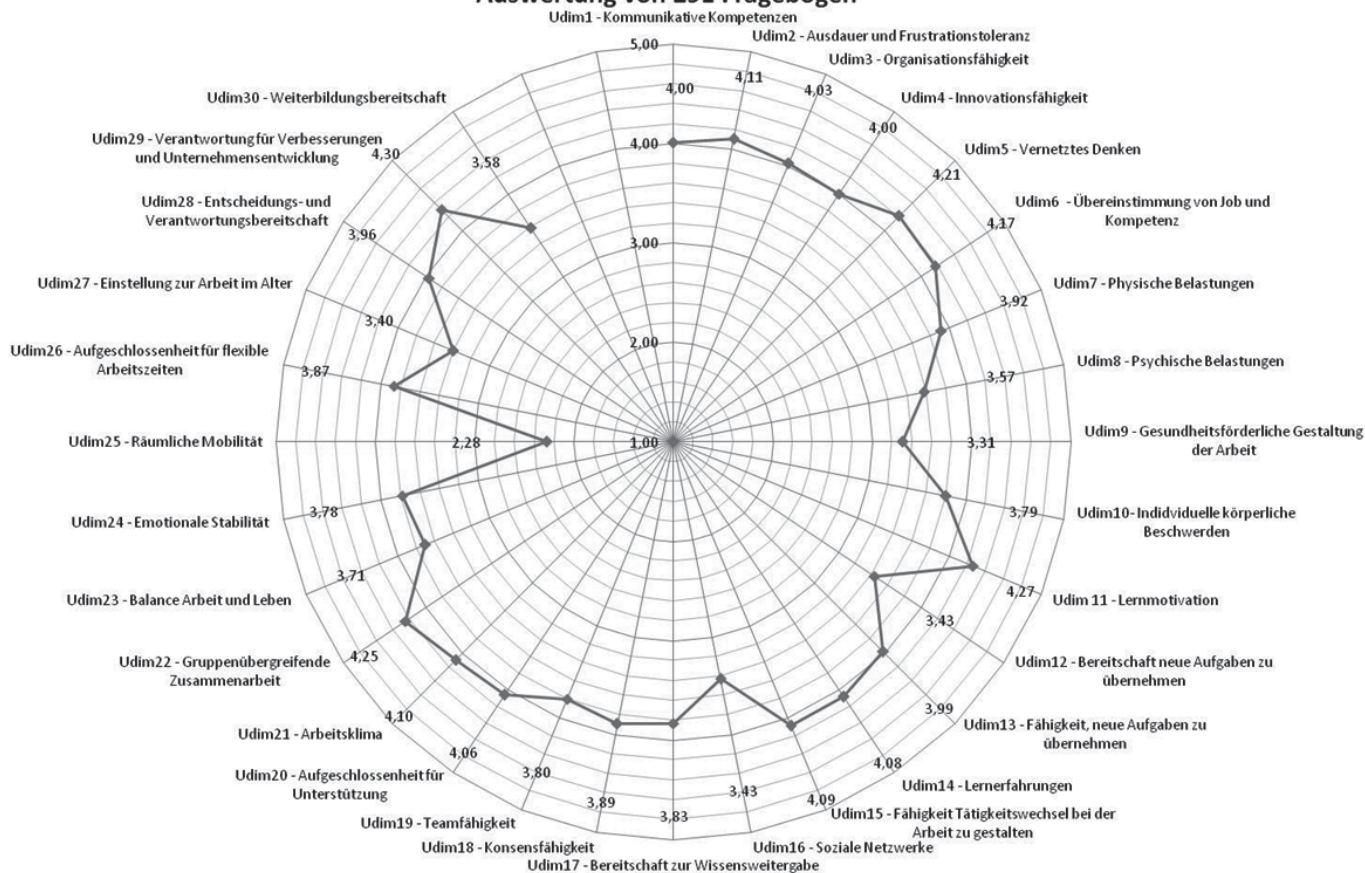 Auswertung von 291 Fragebögen
Udim1 - Kommunikative Kompetenzen
5,00
4,00
3,00
2,00
1,00
4,00
Udim2 - Ausdauer und Frustrationstoleranz
4,11
Udim3 - Organisationsfähigkeit
4,03
Udim4 - Innovationsfähigkeit
4,00
Udim5 - Vernetztes Denken
4,21
Udim6 - Übereinstimmung von Job und
Kompetenz
4,17
Udim7 - Physische Belastungen
3,92
Udim8 - Psychische Belastungen
3,57
Udim9 - Gesundheitsförderliche Gestaltung
der Arbeit
3,31
Udim10- Indidviduelle körperliche
Beschwerden
3,79
Udim 11 - Lernmotivation
4,27
Udim12 - Bereitschaft neue Aufgaben zu
übernehmen
3,43
Udim13 - Fähigkeit, neue Aufgaben zu
übernehmen
3,99
Udim14 - Lernerfahrungen
4,08
Udim15 - Fähigkeit Tätigkeitswechsel bei der
Arbeit zu gestalten
4,09
Udim16 - Soziale Netzwerke
3,43
Udim17 - Bereitschaft zur Wissensweitergabe
3,83
Udim18 - Konsensfähigkeit
3,89
Udim19 - Teamfähigkeit
3,80
Udim20 - Aufgeschlossenheit für
Unterstützung
4,06
Udim21 - Arbeitsklima
4,10
Udim22 - Gruppenübergreifende
Zusammenarbeit
4,25
Udim23 - Balance Arbeit und Leben
3,71
Udim24 - Emotionale Stabilität
3,78
Udim25 - Räumliche Mobilität
2,28
Udim26 - Aufgeschlossenheit für flexible
Arbeitszeiten
3,87
Udim27 - Einstellung zur Arbeit im Alter
3,40
Udim28 - Entscheidungs- und
Verantwortungsbereitschaft
3,96
Udim29 - Verantwortung für Verbesserungen
und Unternehmensentwicklung
4,30
Udim30 - Weiterbildungsbereitschaft
3,58